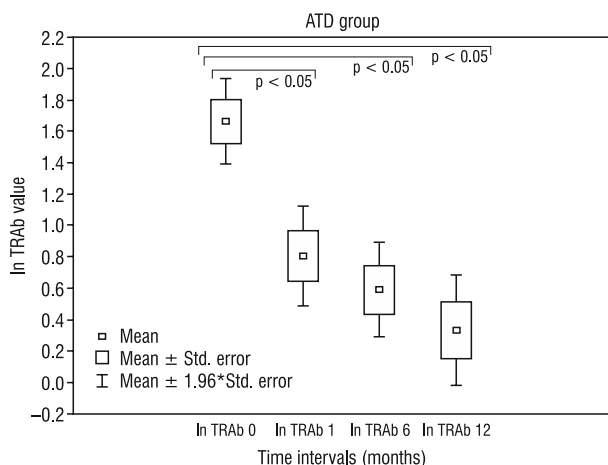 ATD group
2.2
2.0
1.8
1.6
1.4
1.2
1.0
0.8
0.6
0.4
0.2
0.0
−0.2
ln TRAb value
p < 0.05
p < 0.05
p < 0.05
Mean
Mean ± Std. error
Mean ± 1.96*Std. error
ln TRAb 0 ln TRAb 1 ln TRAb 6 ln TRAb 12
Time intervals (months)